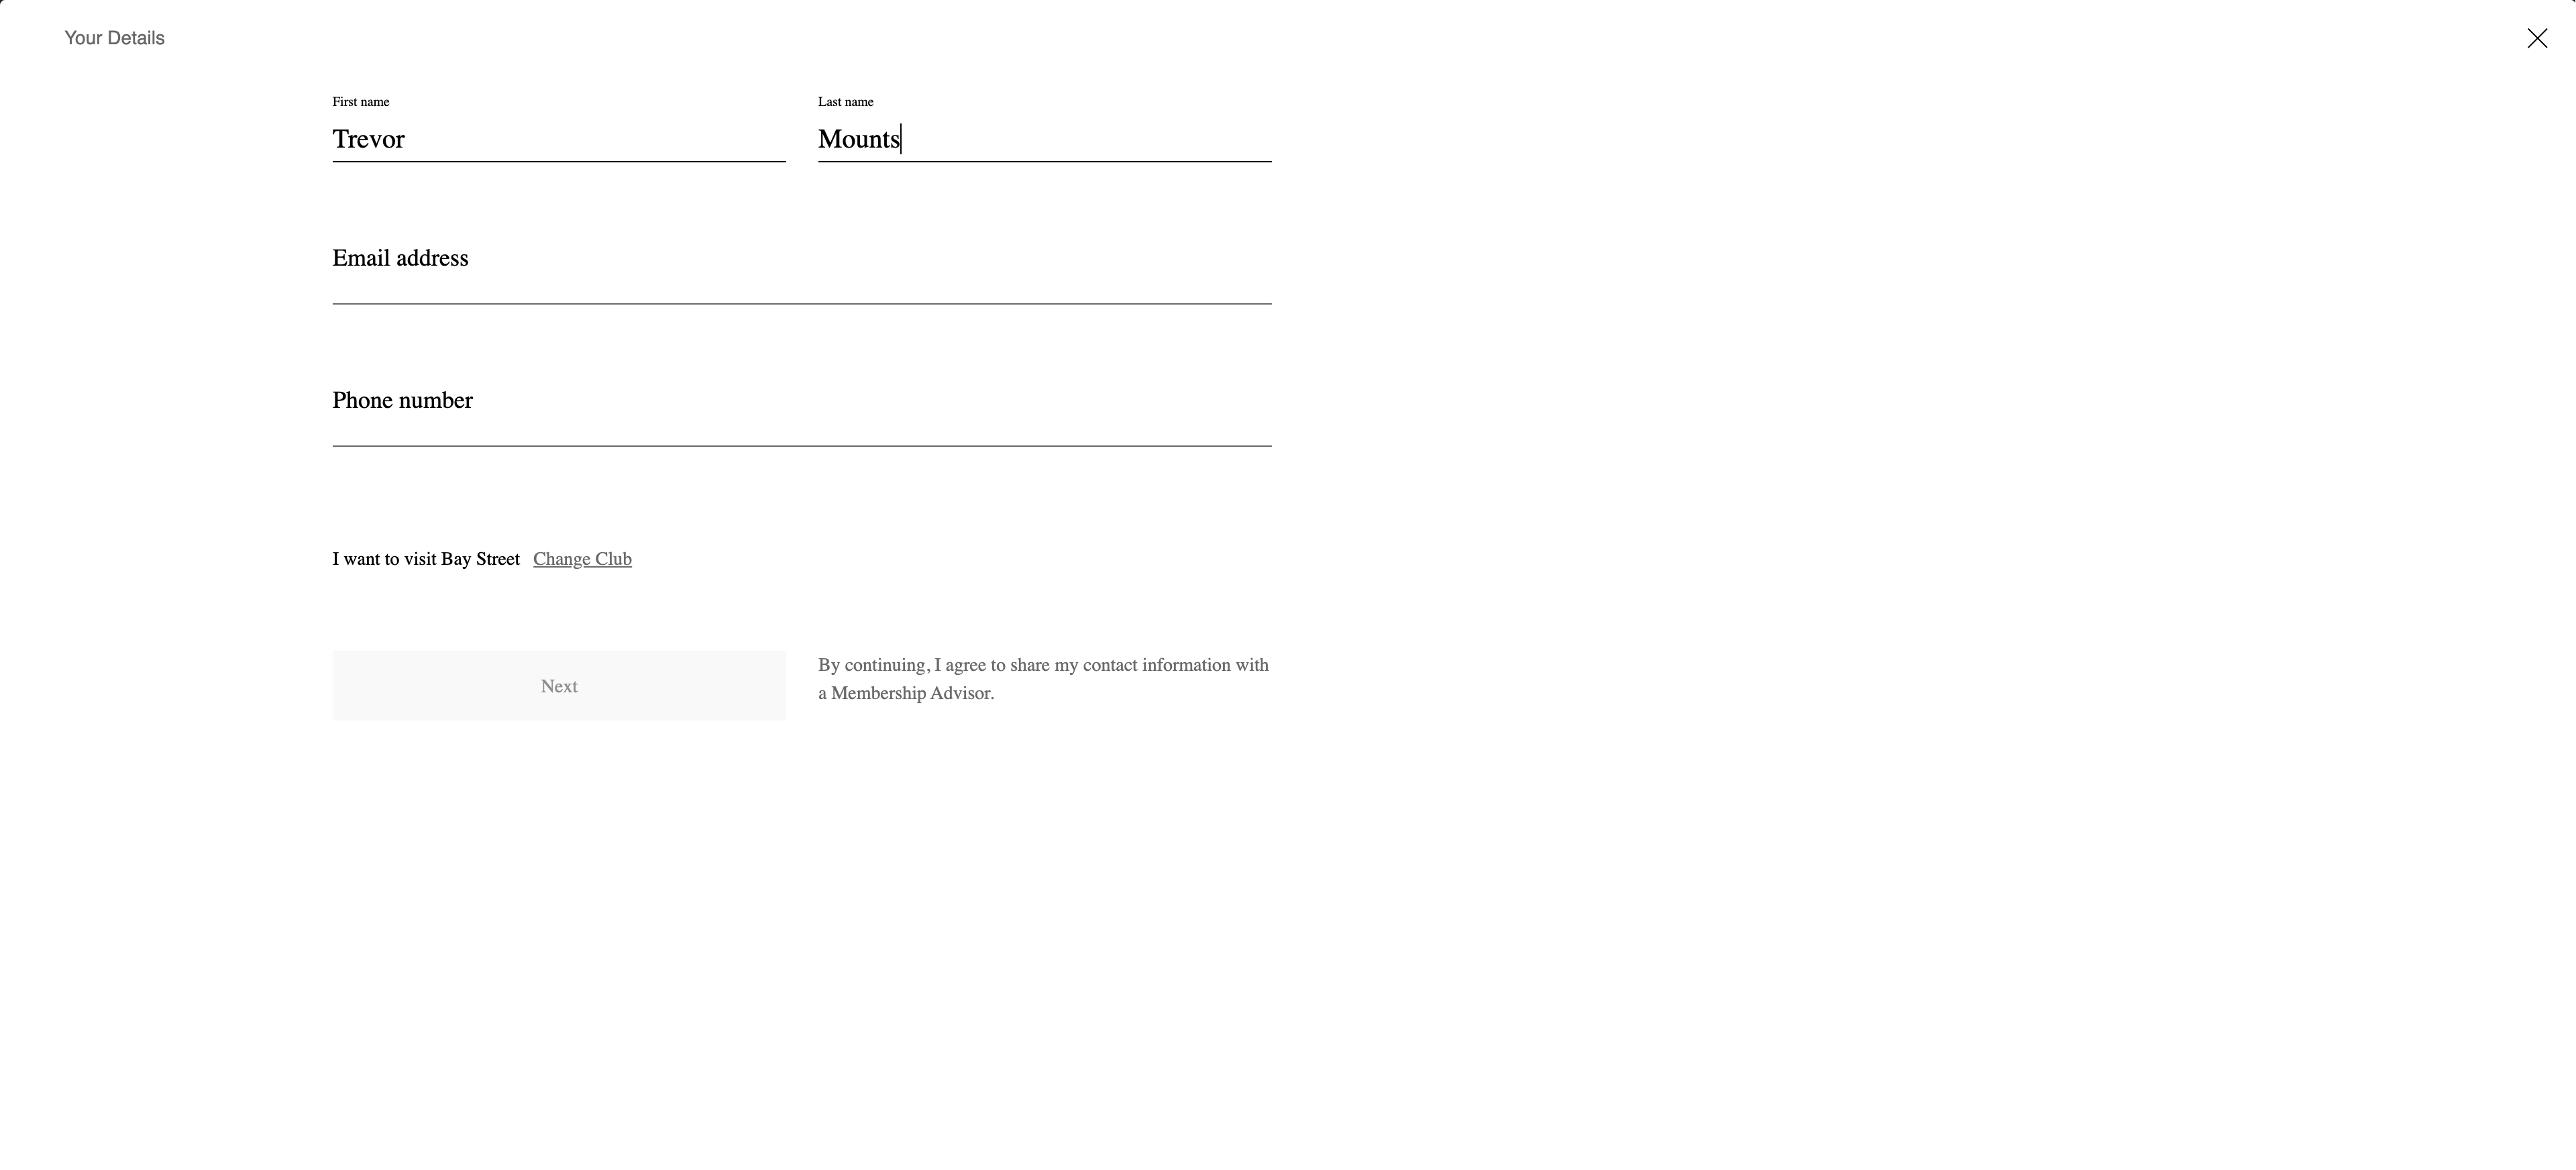 Your Details
First name
Last name
Trevor
Mounts
Email address
Phone number
I want to visit Bay Street Change Club
Next
By continuing, I agree to share my contact information with
a Membership Advisor.